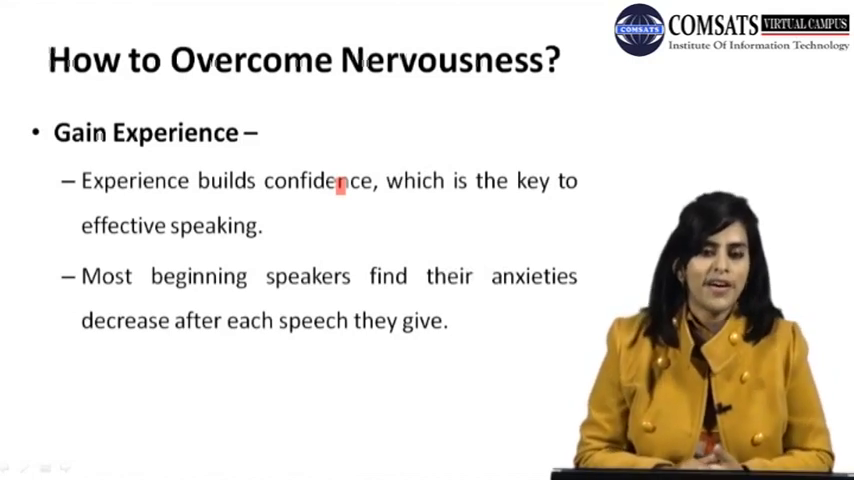 COMSATS VIRTUAL CAMPUS
Institute Of Information Technology
How to Overcome Nervousness?
• Gain Experience –
– Experience builds confidence, which is the key to
effective speaking.
– Most beginning speakers find their anxieties
decrease after each speech they give.